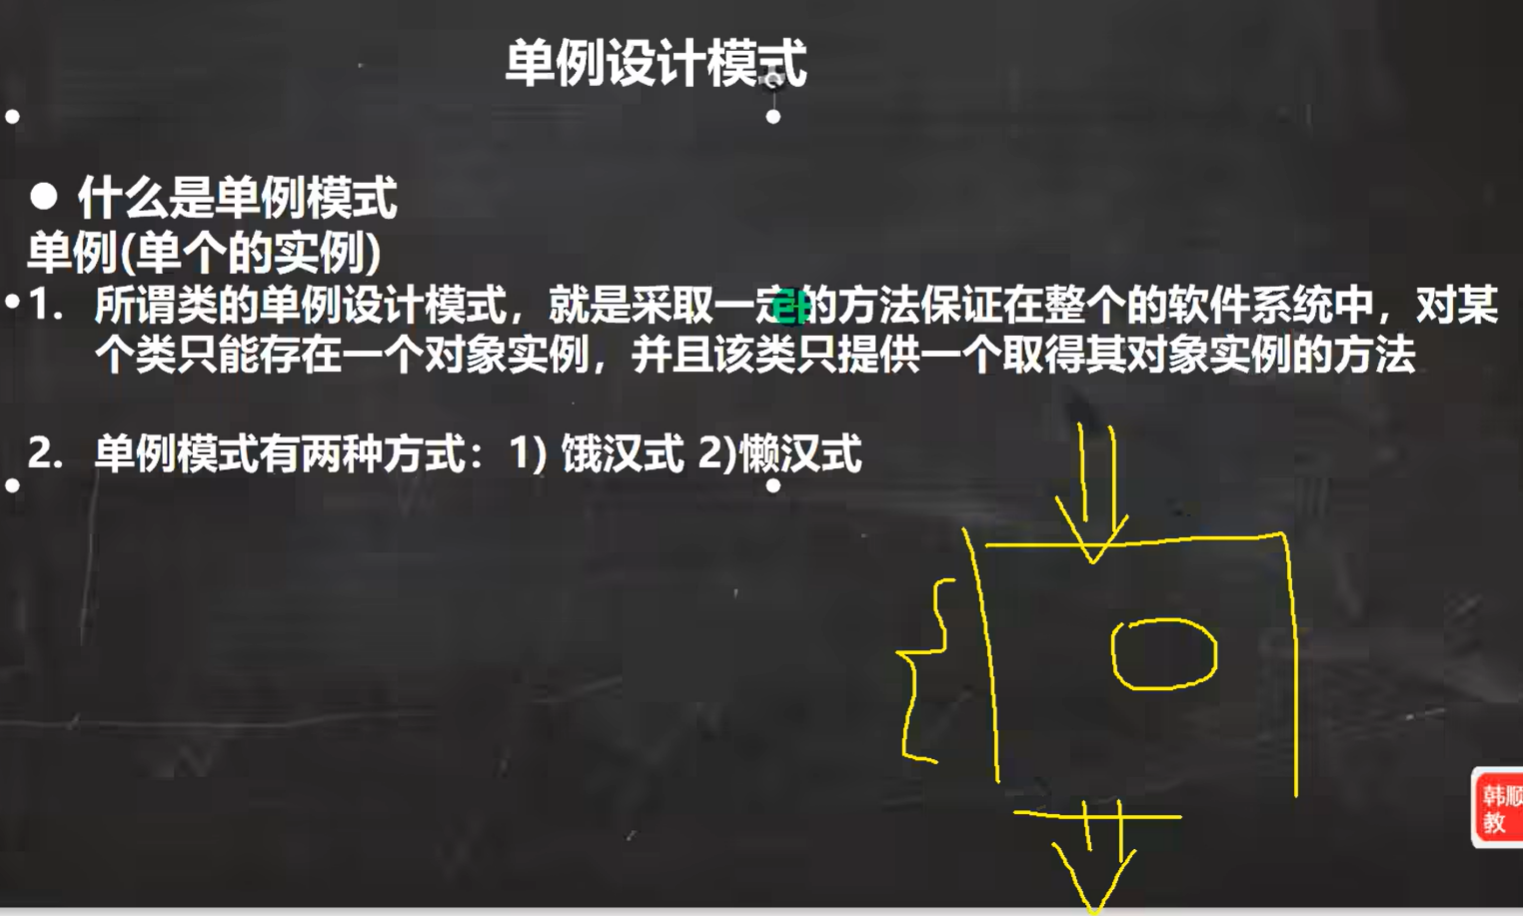 单例设计模式
● 什么是单例模式
单例(单个的实例)
1. 所谓类的单例设计模式，就是采取一定的方法保证在整个的软件系统中，对某
个类只能存在一个对象实例，并且该类只提供一个取得其对象实例的方法
2. 单例模式有两种方式：1) 饿汉式 2)懒汉式
韩顺
教